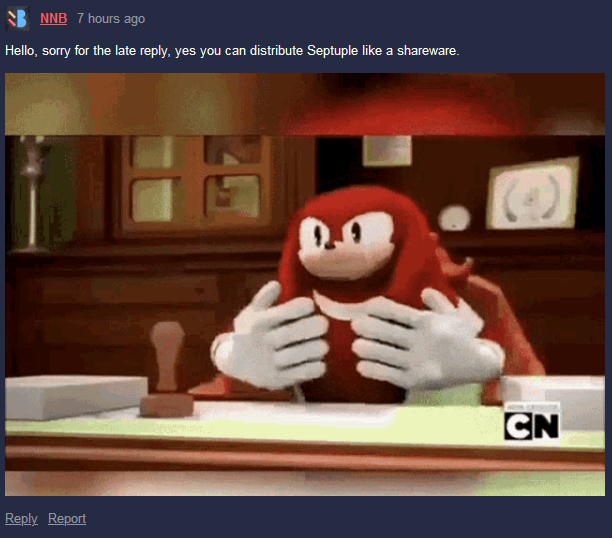 NNB 7 hours ago
Hello, sorry for the late reply, yes you can distribute Septuple like a shareware.
CN
Reply Report